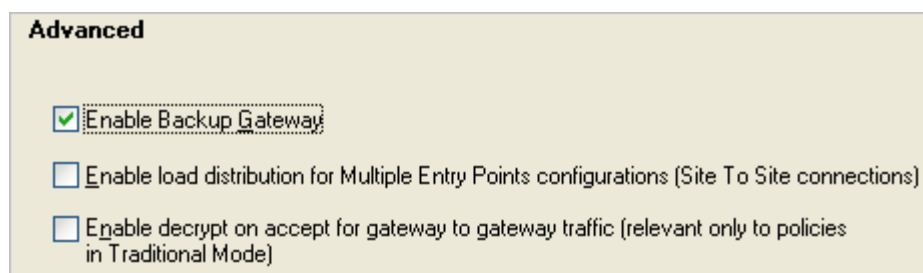 Advanced
Enable Backup Gateway
Enable load distribution for Multiple Entry Points configurations (Site To Site connections)
Enable decrypt on accept for gateway to gateway traffic (relevant only to policies
in Traditional Mode)